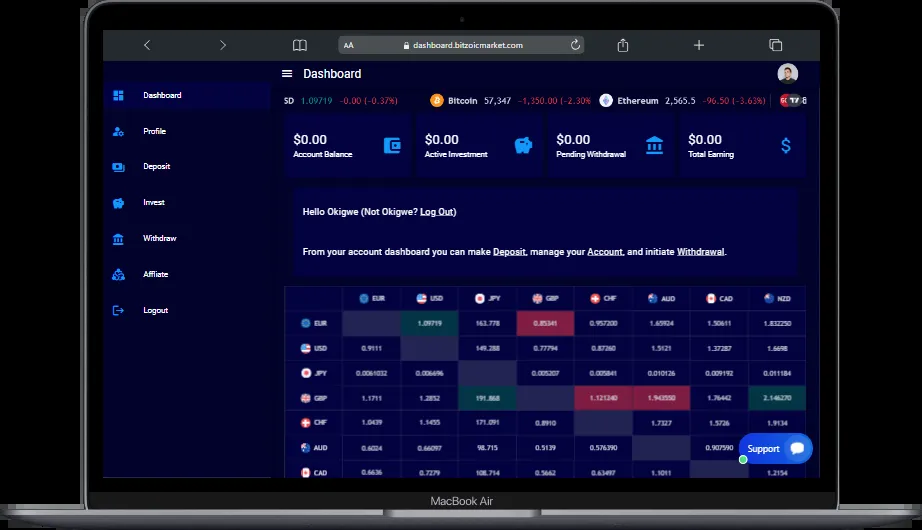 AA dashboard.bitzoicmarket.com
Dashboard
SD 1.09719 -0.00 (-0.37%) Bitcoin 57,347 -1,350.00 (-2.30% Ethereum 2,565.5 -96.50 (-3.63%) 8
Dashboard
Profile
Deposit
Invest
Withdraw
Affliate
Logout
$0.00 $0.00 $0.00 $0.00
Account Balance Active Investment Pending Withdrawal Total Earning
Hello Okigwe (Not Okigwe? Log Out)
From your account dashboard you can make Deposit, manage your Account, and initiate Withdrawal.
EUR USD JPY GBP CHF AUD CAD NZD
EUR 1.09719 163.778 0.85341 0.957200 1.65924 1.50611 1.832250
USD 0.9111 149.288 0.77794 0.87260 1.5121 1.37287 1.6698
JPY 0.0061032 0.006696 0.005207 0.005841 0.010126 0.009192 0.011184
GBP 1.1711 1.2852 191.868 1.121240 1.943550 1.76442 2.146270
CHF 1.0439 1.1455 171.091 0.8910 1.7327 1.5726 1.9134
AUD 0.6024 0.66097 98.715 0.5139 0.576390 0.907590
CAD 0.6636 0.7279 108.714 0.5662 0.63497 1.1011 1.2154
Support
MacBook Air